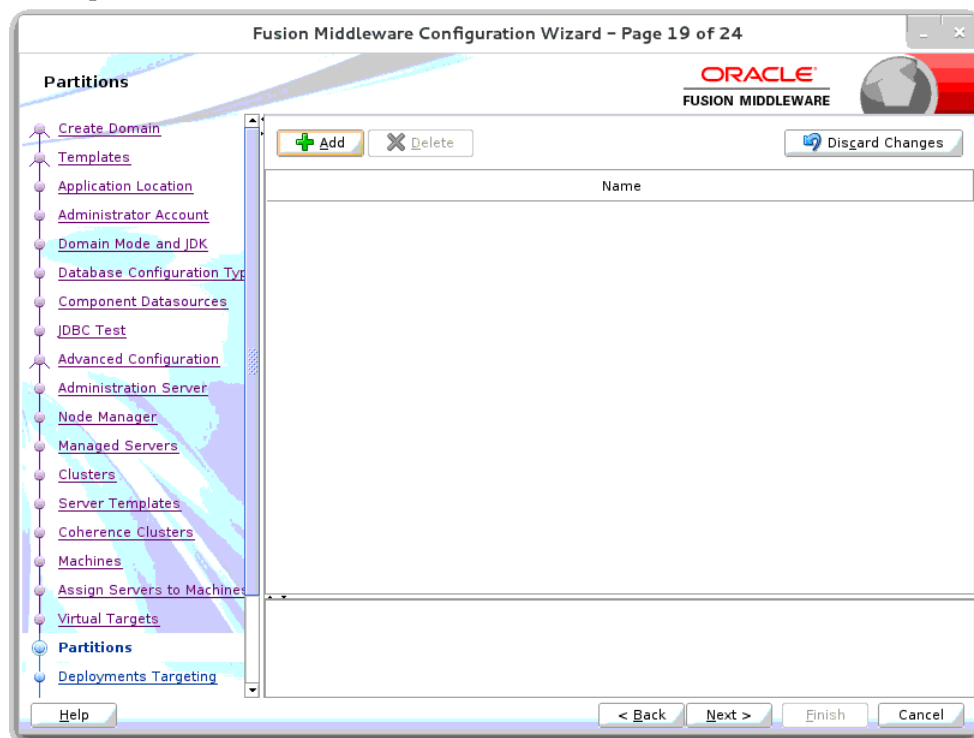 Fusion Middleware Configuration Wizard – Page 19 of 24
Partitions
ORACLE
FUSION MIDDLEWARE
Create Domain
Templates
Application Location
Administrator Account
Domain Mode and JDK
Database Configuration Typ
Component Datasources
JDBC Test
Advanced Configuration
Administration Server
Node Manager
Managed Servers
Clusters
Server Templates
Coherence Clusters
Machines
Assign Servers to Machines
Virtual Targets
Partitions
Deployments Targeting
Add Delete Discard Changes
Name
Help < Back Next > Finish Cancel